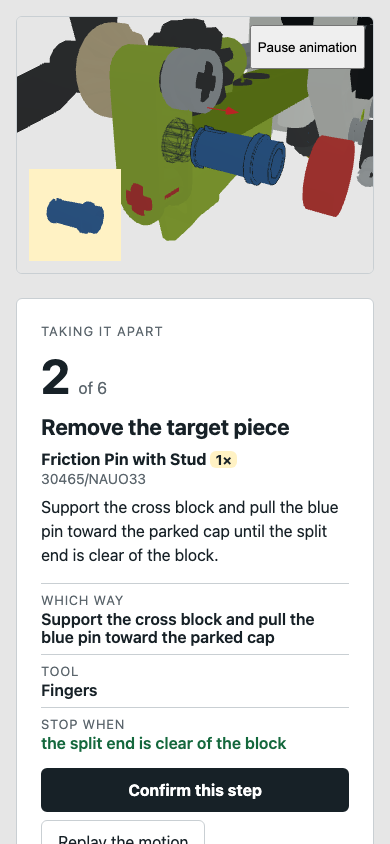 Pause animation
TAKING IT APART
2 of 6
Remove the target piece
Friction Pin with Stud 1×
30465/NAUO33
Support the cross block and pull the blue
pin toward the parked cap until the split
end is clear of the block.
WHICH WAY
Support the cross block and pull the
blue pin toward the parked cap
TOOL
Fingers
STOP WHEN
the split end is clear of the block
Confirm this step
Replay the motion